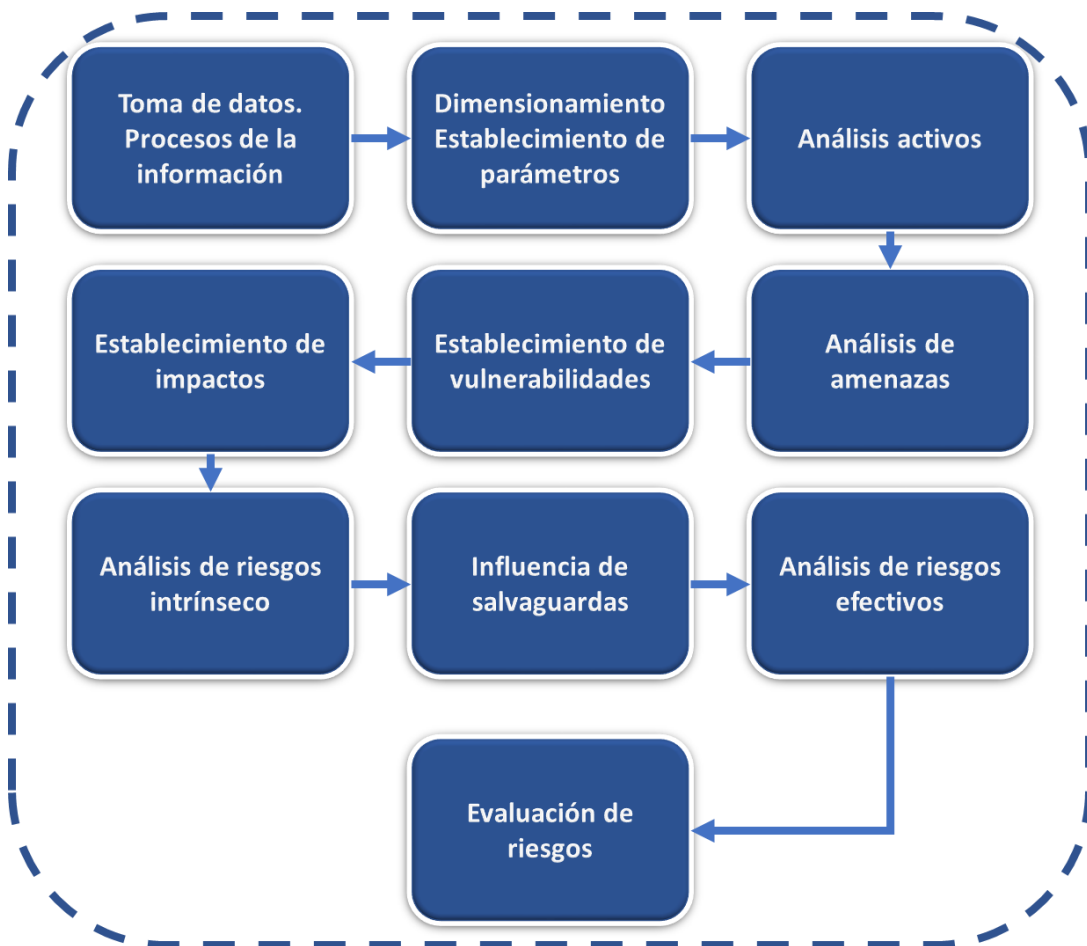 Toma de datos.
Procesos de la
información
Dimensionamiento
Establecimiento de
parámetros
Análisis activos
Análisis de
amenazas
Establecimiento de
vulnerabilidades
Establecimiento de
impactos
Análisis de riesgos
intrínseco
Influencia de
salvaguardas
Análisis de riesgos
efectivos
Evaluación de
riesgos